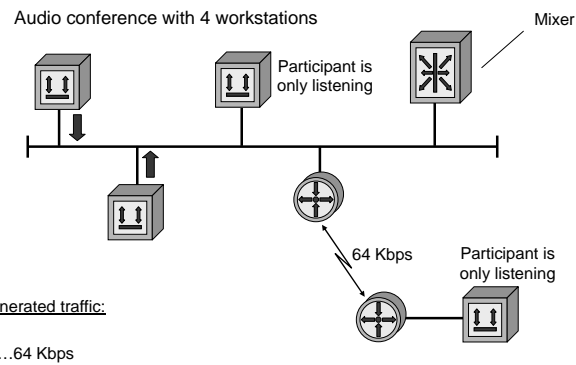 Audio conference with 4 workstations
Mixer
Participant is
only listening
64 Kbps
Participant is
only listening
nerated traffic:
...64 Kbps